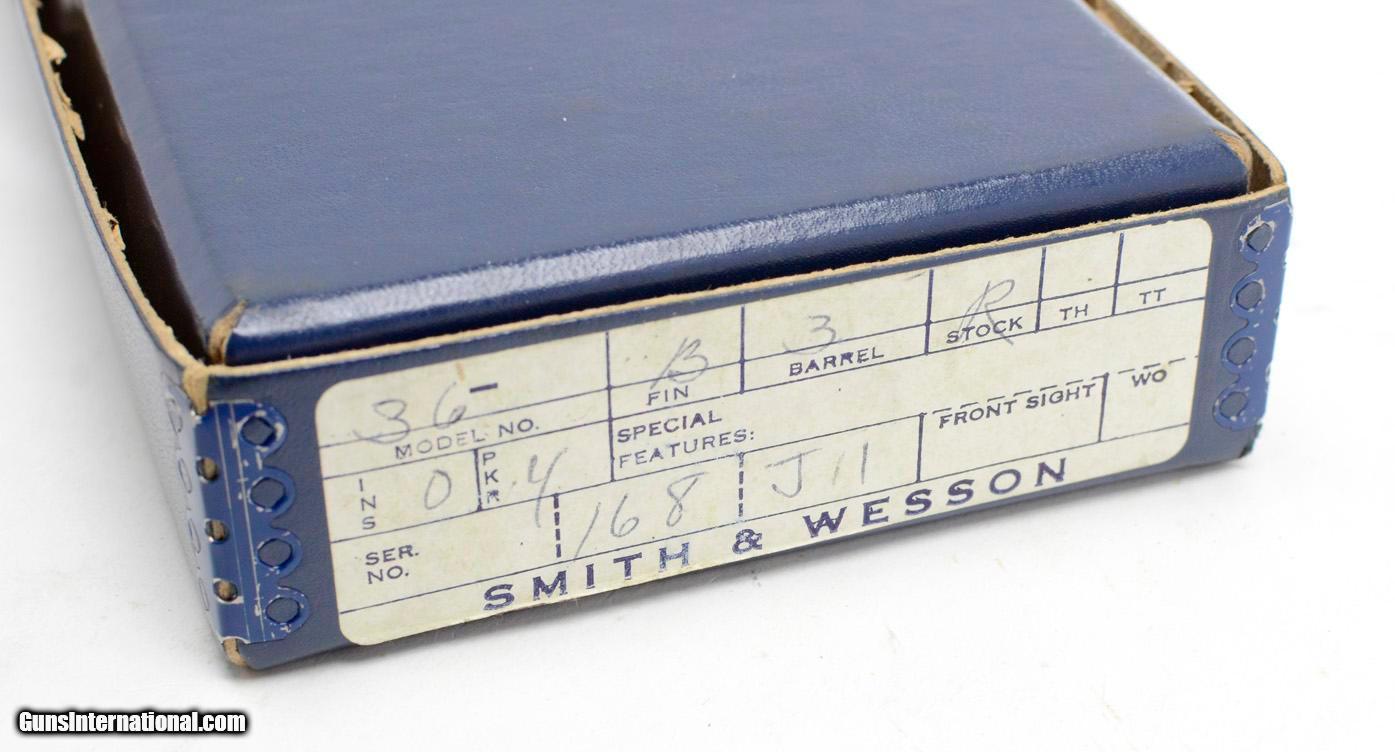 36- B 3 R
MODEL NO. FIN BARREL STOCK TH TT
INS 0 PKR 4 SPECIAL FEATURES: FRONT SIGHT WO
SER. NO. 168 J11
SMITH & WESSON
GunsInternational.com